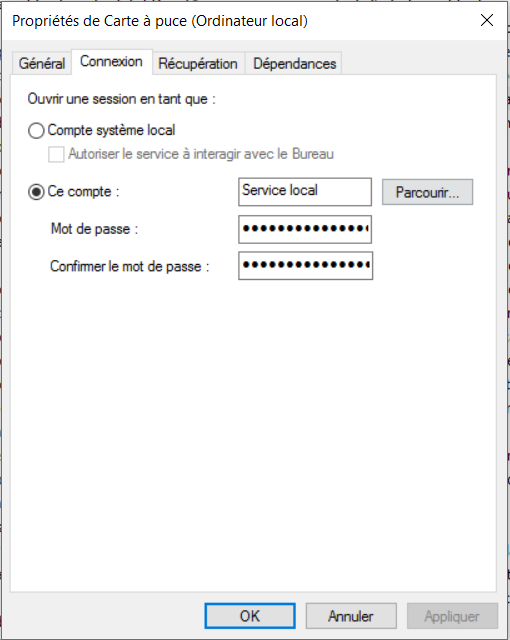 Propriétés de Carte à puce (Ordinateur local)
Général Connexion Récupération Dépendances
Ouvrir une session en tant que :
Compte système local
Autoriser le service à interagir avec le Bureau
Ce compte : Service local Parcourir...
Mot de passe : ●●●●●●●●●●●●●●●
Confirmer le mot de passe : ●●●●●●●●●●●●●●●
OK Annuler Appliquer